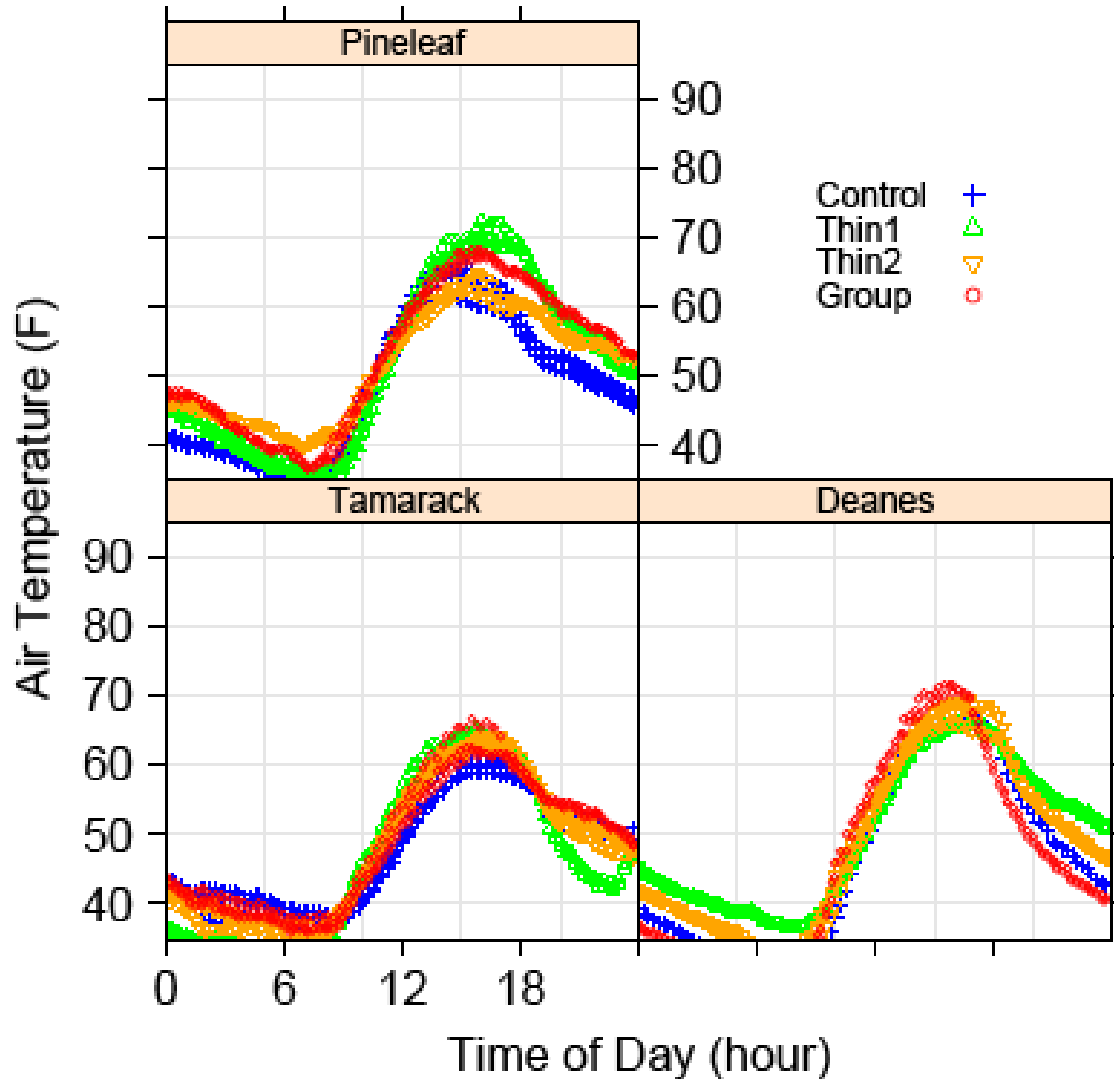 Pineleaf
90
80
70
60
50
40
Control
Thin1
Thin2
Group
Air Temperature (F)
Tamarack
Deanes
90
80
70
60
50
40
0 6 12 18
Time of Day (hour)